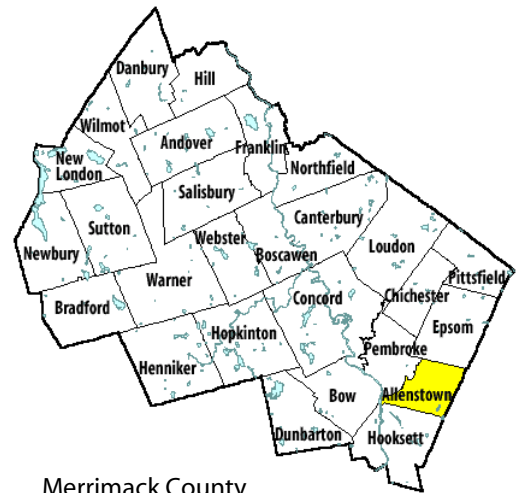 Danbury
Hill
Wilmot
Andover
Franklin
New
London
Northfield
Salisbury
Canterbury
Sutton
Webster
Loudon
Newbury
Boscawen
Pittsfield
Warner
Concord
Chichester
Bradford
Epsom
Hopkinton
Pembroke
Henniker
Bow
Allenstown
Dunbarton
Hooksett
Merrimack County